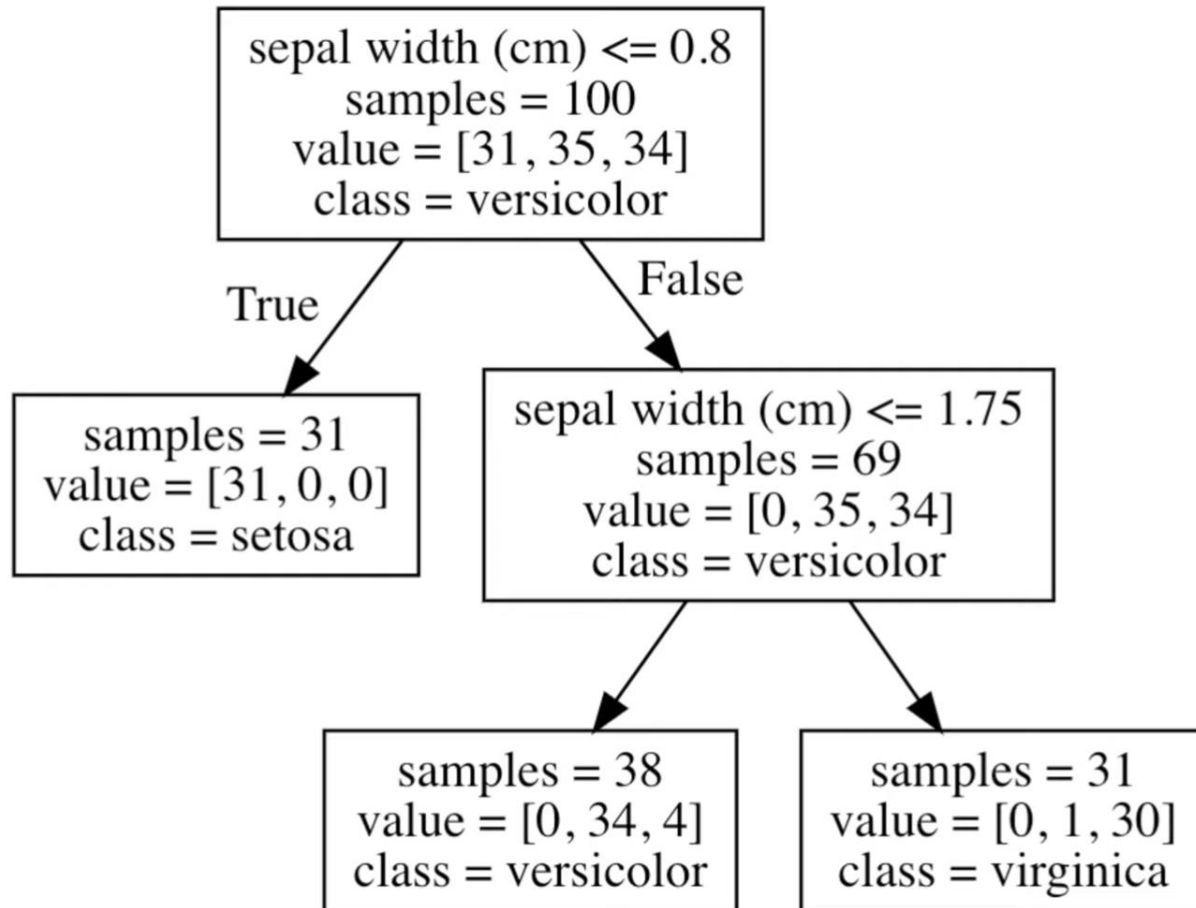 sepal width (cm) <= 0.8
samples = 100
value = [31, 35, 34]
class = versicolor
True
False
samples = 31
value = [31, 0, 0]
class = setosa
sepal width (cm) <= 1.75
samples = 69
value = [0, 35, 34]
class = versicolor
samples = 38
value = [0, 34, 4]
class = versicolor
samples = 31
value = [0, 1, 30]
class = virginica